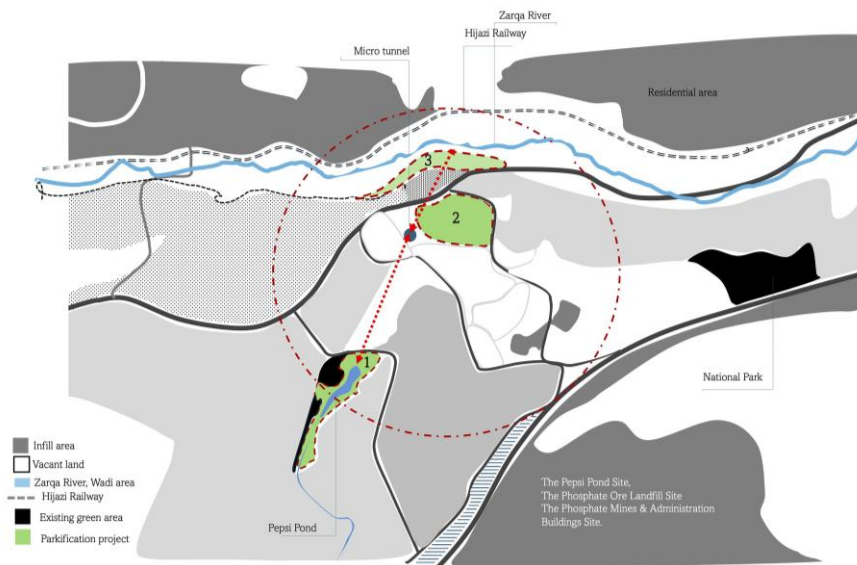 Zarqa River
Hijazi Railway
Micro tunnel
Residential area
3
2
1
National Park
Pepsi Pond
Infill area
Vacant land
Zarqa River, Wadi area
Hijazi Railway
Existing green area
Parkification project
The Pepsi Pond Site,
The Phosphate Ore Landfill Site
The Phosphate Mines & Administration
Buildings Site.